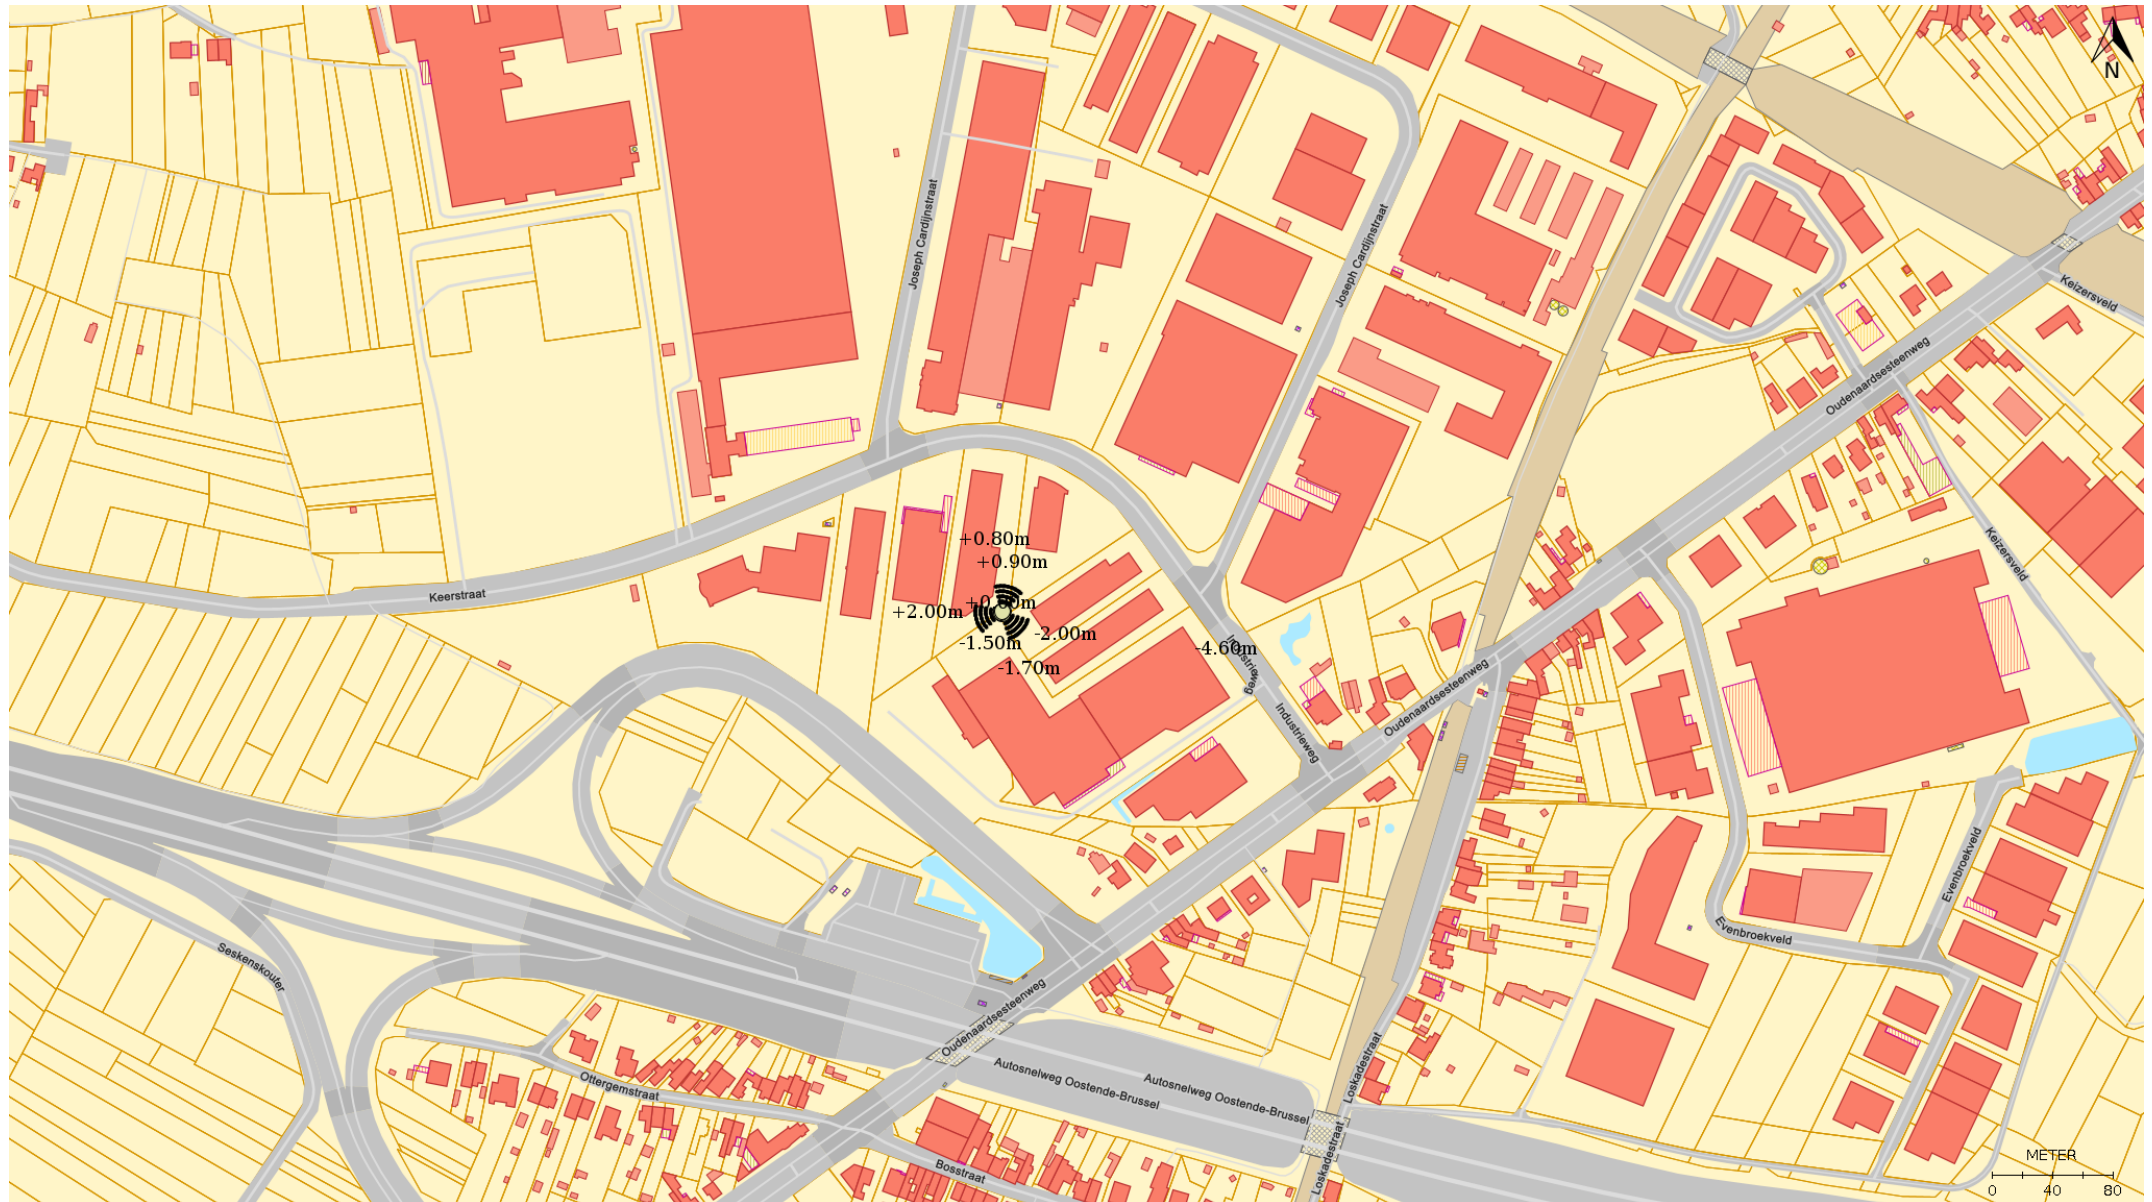 N
Joseph Cardijnstraat
Joseph Cardijnstraat
Keizersveld
Oudenaardsesteenweg
Keizersveld
Keerstraat
+0.80m
+0.90m
+2.00m
-1.50m
-2.00m
-1.70m
-4.60m
Industrieweg
Industrieweg
Oudenaardsesteenweg
Seskenskouter
Evenbroekveld
Evenbroekveld
Oudenaardsesteenweg
Ottergemstraat
Autosnelweg Oostende-Brussel
Autosnelweg Oostende-Brussel
Loskadestraat
Loskadestraat
Bosstraat
METER
0 40 80